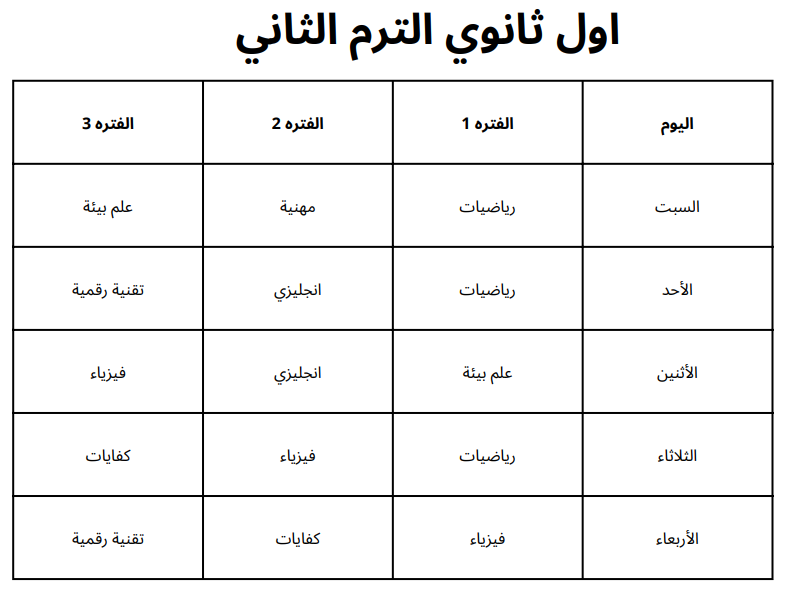 اول ثانوي الترم الثاني
اليوم الفتره 1 الفتره 2 الفتره 3
السبت رياضيات مهنية علم بيئة
الأحد رياضيات انجليزي تقنية رقمية
الأثنين علم بيئة انجليزي فيزياء
الثلاثاء رياضيات فيزياء كفايات
الأربعاء فيزياء كفايات تقنية رقمية